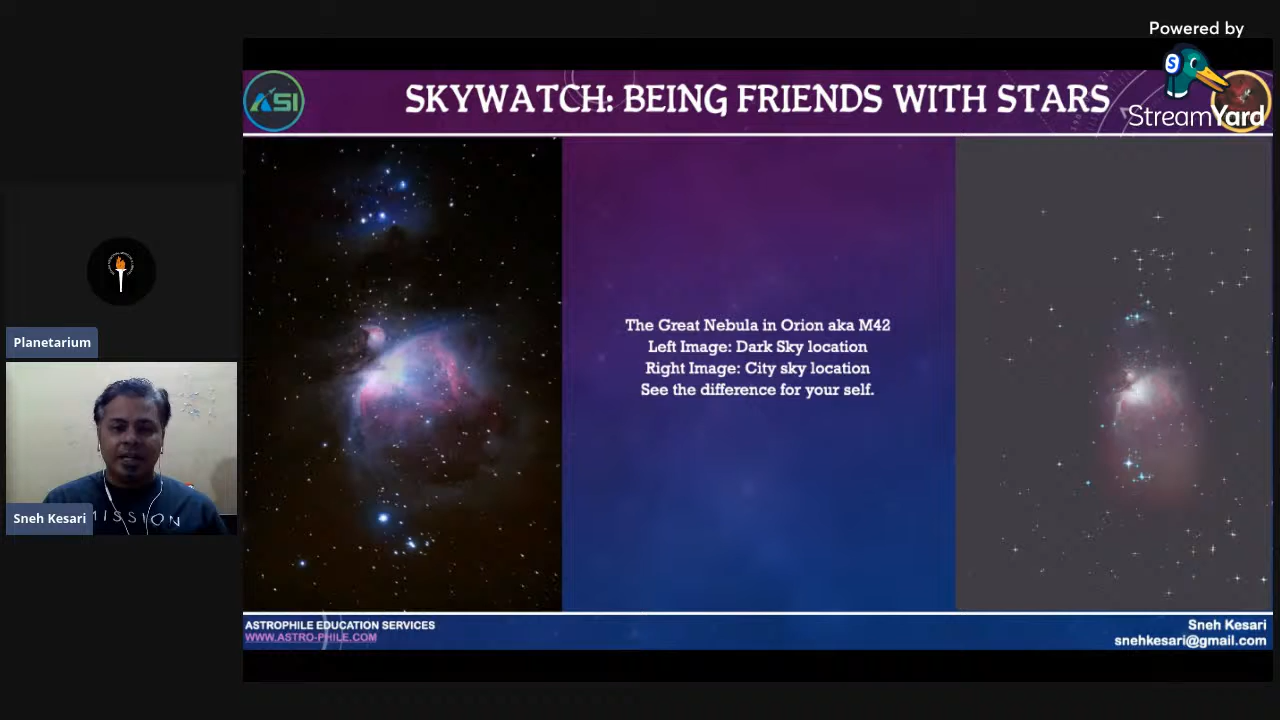 Powered by
StreamYard
ASI
SKYWATCH: BEING FRIENDS WITH STARS
The Great Nebula in Orion aka M42
Left Image: Dark Sky location
Right Image: City sky location
See the difference for your self.
Planetarium
Sneh Kesari
MISSION
ASTROPHILE EDUCATION SERVICES
WWW.ASTRO-PHILE.COM
Sneh Kesari
snehkesari@gmail.com